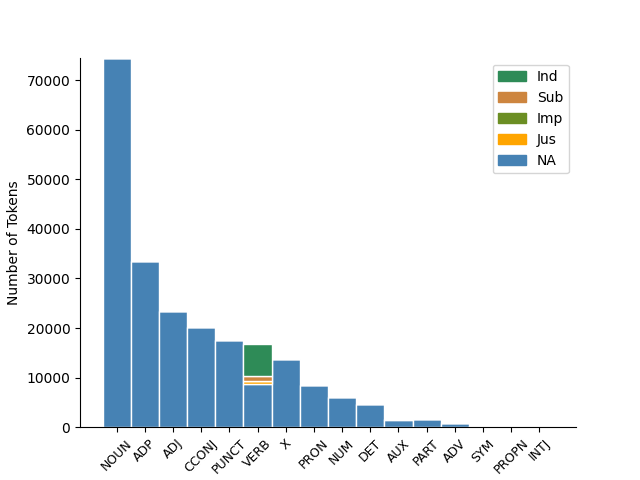 Ind
Sub
Imp
Jus
NA
Number of Tokens
70000
60000
50000
40000
30000
20000
10000
0
NOUN
ADP
ADJ
CCONJ
PUNCT
VERB
X
PRON
NUM
DET
AUX
PART
ADV
SYM
PROPN
INTJ